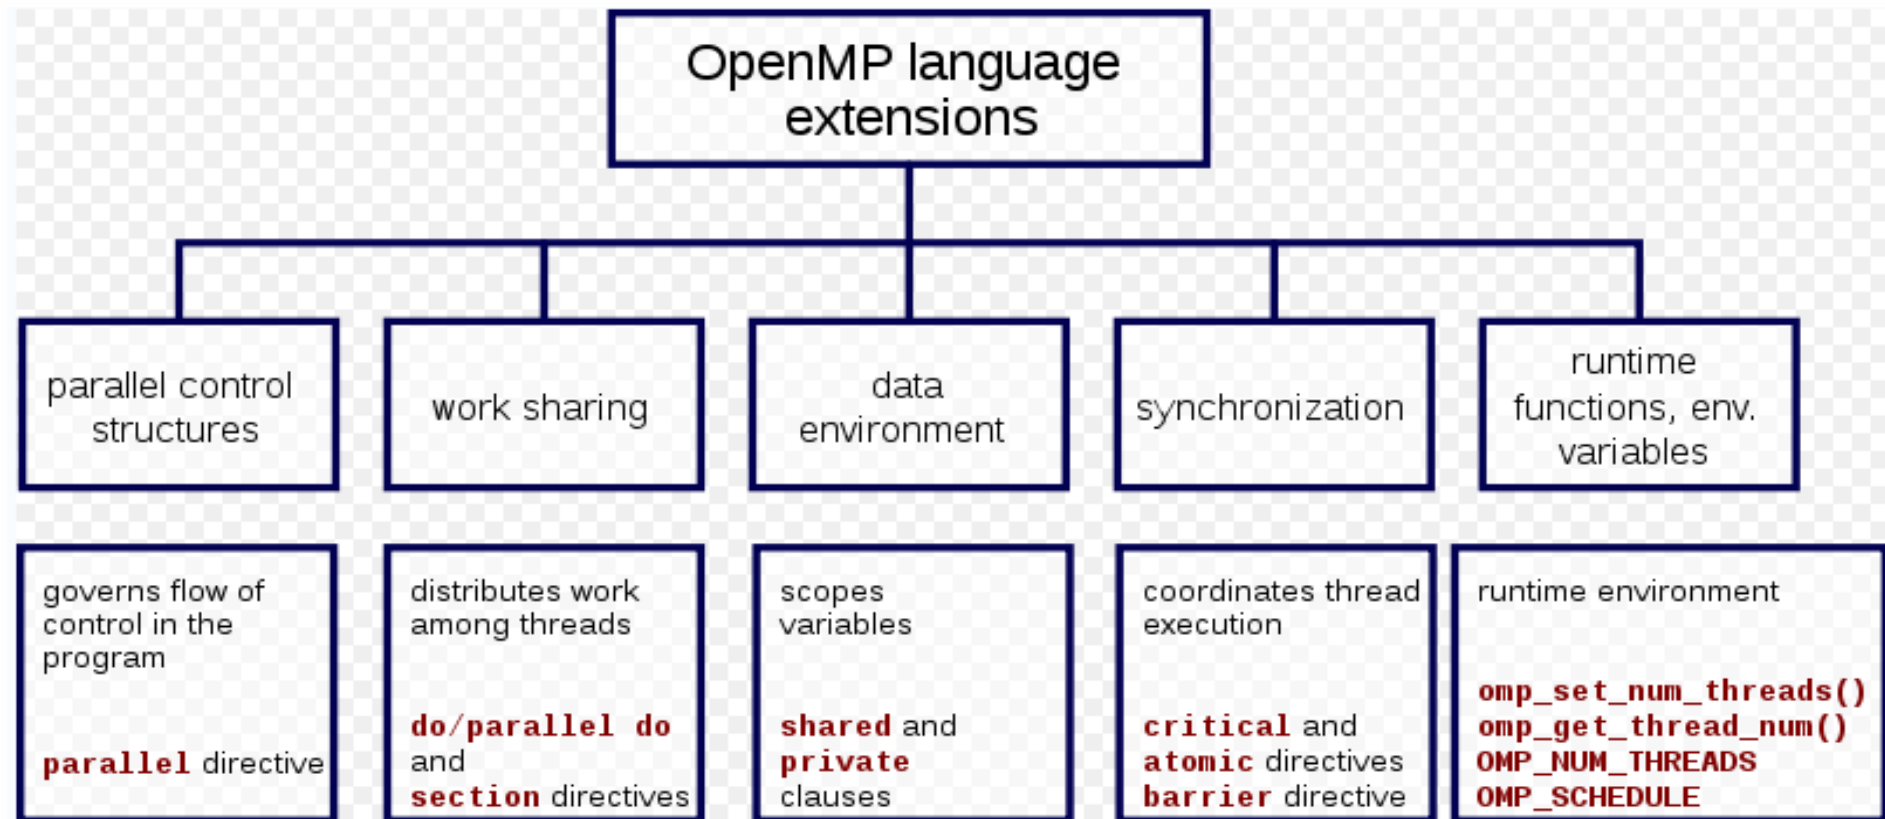 OpenMP language
extensions
parallel control
structures
work sharing
data
environment
synchronization
runtime
functions, env.
variables
governs flow of
control in the
program
parallel directive
distributes work
among threads
do/parallel do
and
section directives
scopes
variables
shared and
private
clauses
coordinates thread
execution
critical and
atomic directives
barrier directive
runtime environment
omp_set_num_threads()
omp_get_thread_num()
OMP_NUM_THREADS
OMP_SCHEDULE